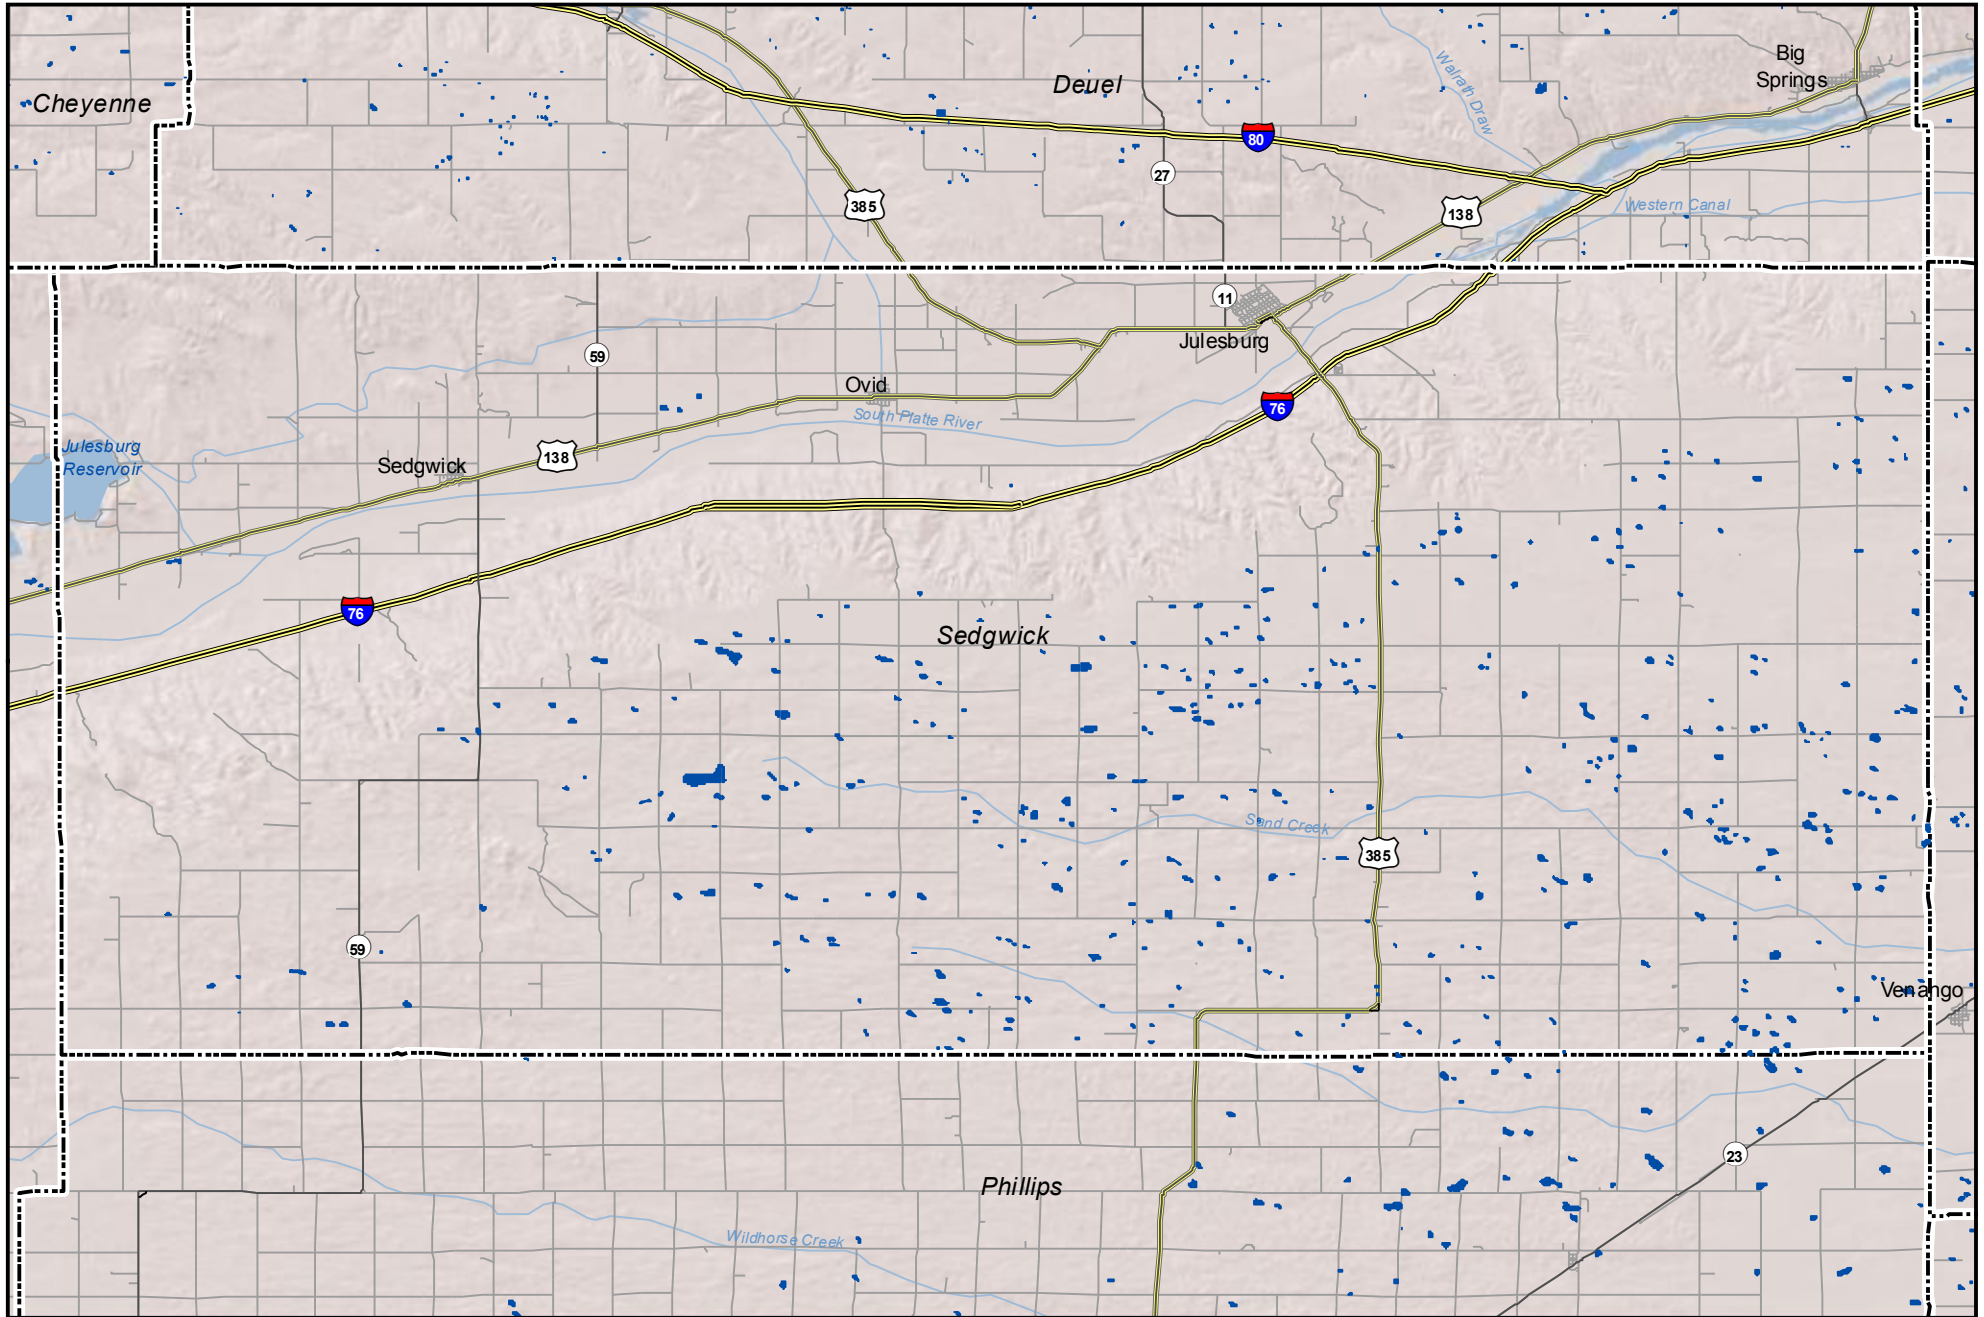 Big
Springs
Deuel
Cheyenne
Walrath Draw
80
27
385
138
Western Canal
11
Julesburg
59
Ovid
76
South Platte River
Julesburg
Reservoir
138
Sedgwick
76
Sedgwick
Sand Creek
385
59
Venango
23
Phillips
Wildhorse Creek